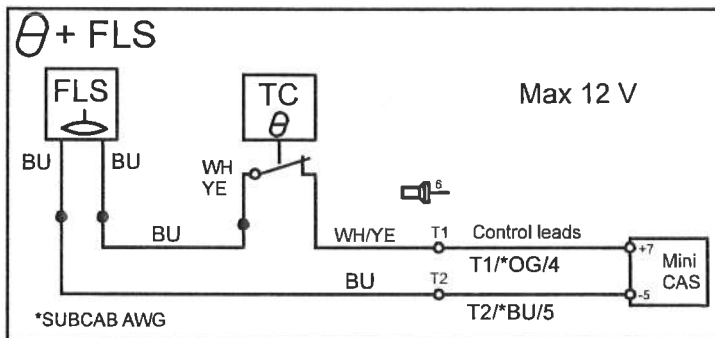 θ + FLS
FLS
TC
θ
Max 12 V
BU
BU
WH
YE
6
BU
WH/YE
T1
Control leads
+7
T1/*OG/4
Mini
CAS
BU
T2
-5
T2/*BU/5
*SUBCAB AWG